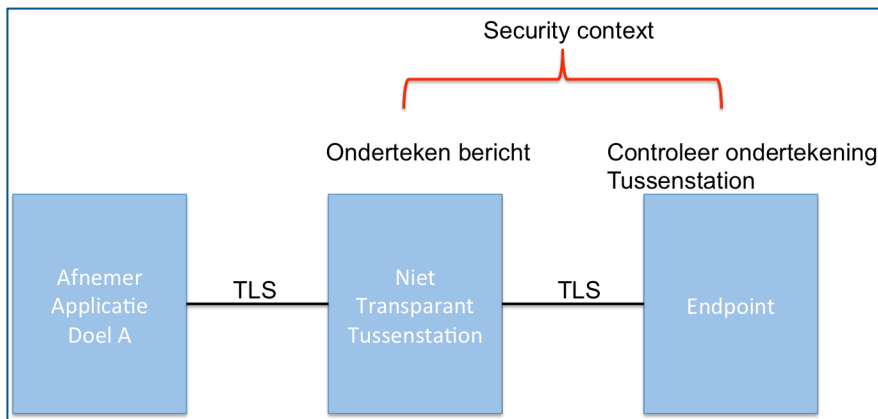 Security context
Onderteken bericht
Controleer ondertekening
Tussenstation
Afnemer
Applicatie
Doel A
TLS
Niet
Transparant
Tussenstation
TLS
Endpoint